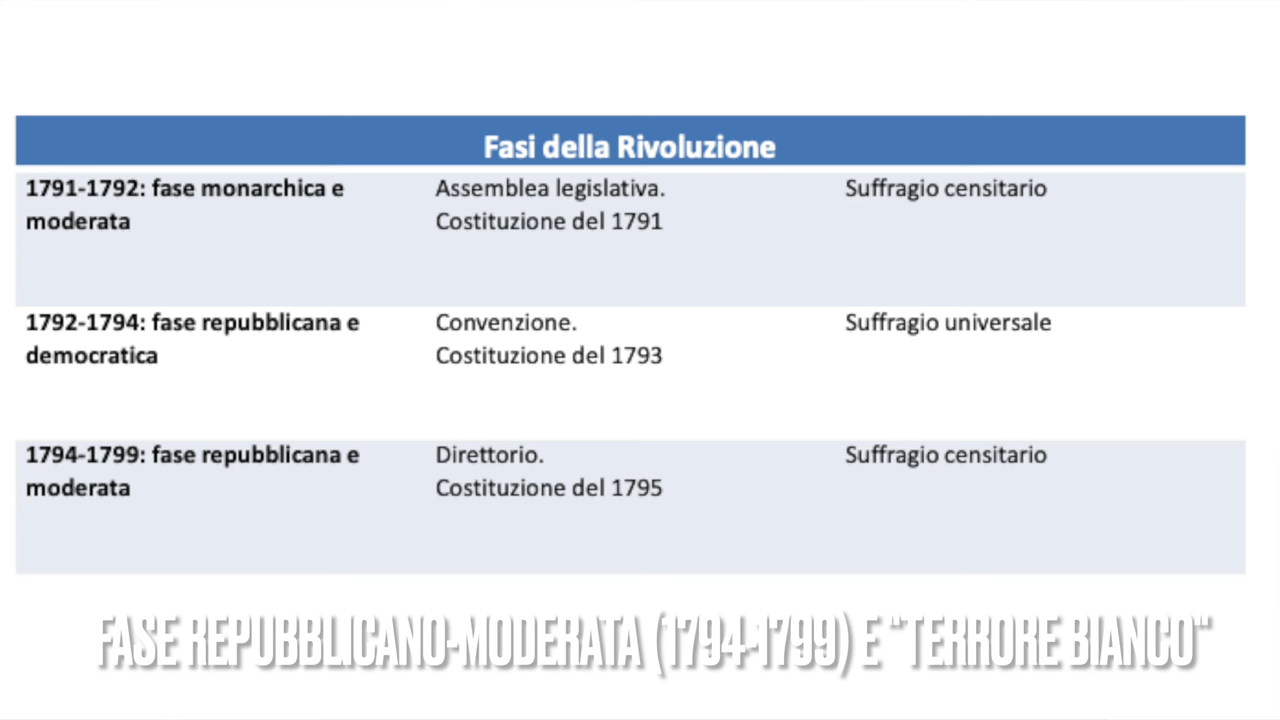 Fasi della Rivoluzione
1791-1792: fase monarchica e
moderata
Assemblea legislativa.
Costituzione del 1791
Suffragio censitario
1792-1794: fase repubblicana e
democratica
Convenzione.
Costituzione del 1793
Suffragio universale
1794-1799: fase repubblicana e
moderata
Direttorio.
Costituzione del 1795
Suffragio censitario
FASE REPUBBLICANO-MODERATA (1794-1799) E "TERRORE BIANCO"